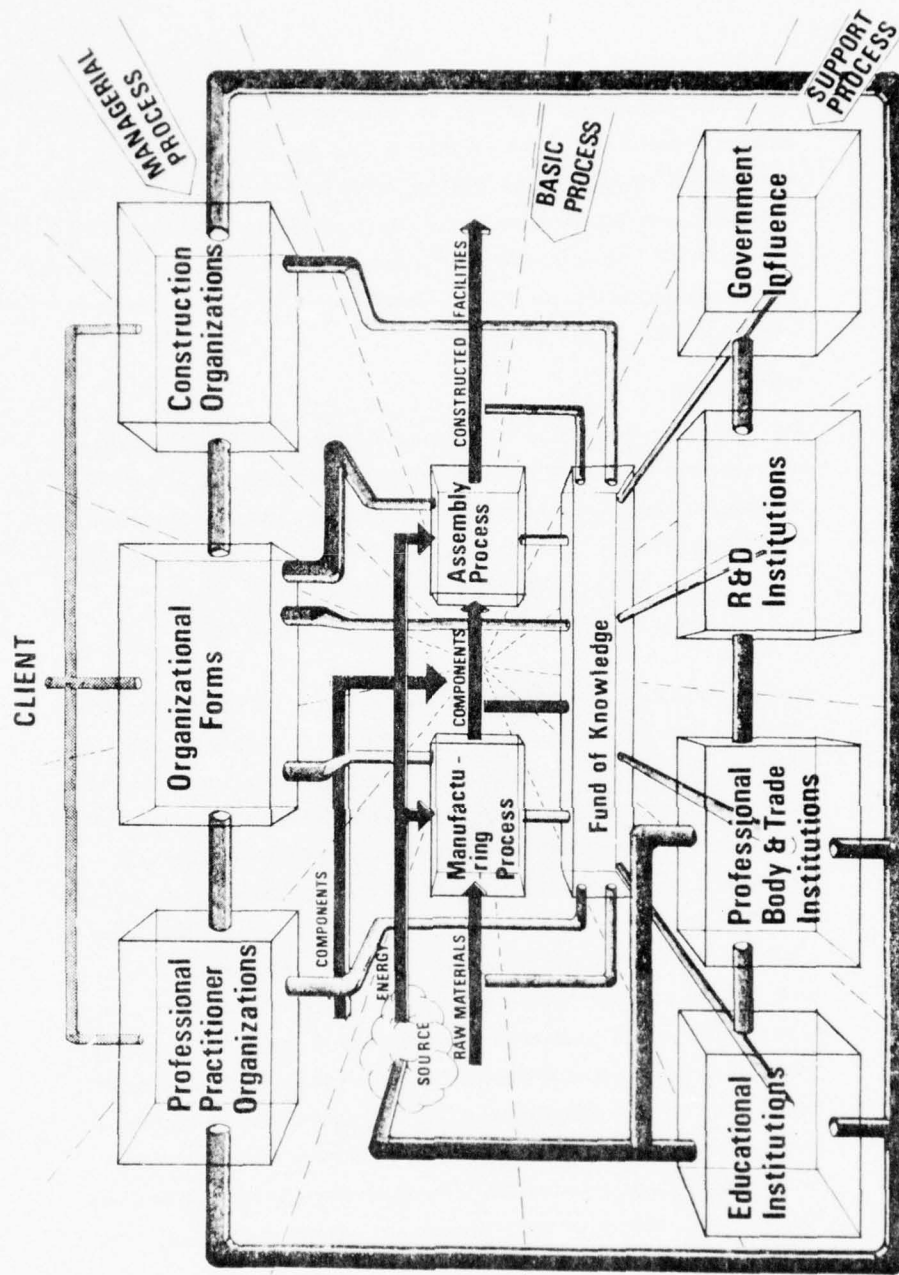 CLIENT
MANAGERIAL
PROCESS
Professional
Practitioner
Organizations
Organizational
Forms
Construction
Organizations
COMPONENTS
ENERGY
SOURCE
RAW MATERIALS
Manufactu-
ring
Process
COMPONENTS
Assembly
Process
CONSTRUCTED FACILITIES
BASIC
PROCESS
Fund of Knowledge
SUPPORT
PROCESS
Educational
Institutions
Professional
Body & Trade
Institutions
R&D
Institutions
Government
Influence